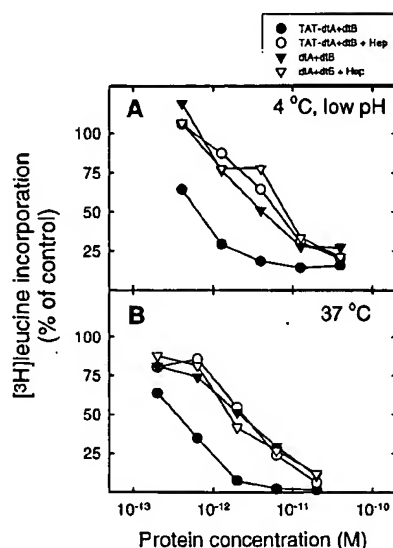 TAT-dtA+dtB
TAT-dtA+dtB + Hep
dtA+dtB
dtA+dtB + Hep
A
4 °C, low pH
100
75
50
25
B
37 °C
100
75
50
25
[³H]leucine incorporation
(% of control)
10⁻¹³ 10⁻¹² 10⁻¹¹ 10⁻¹⁰
Protein concentration (M)